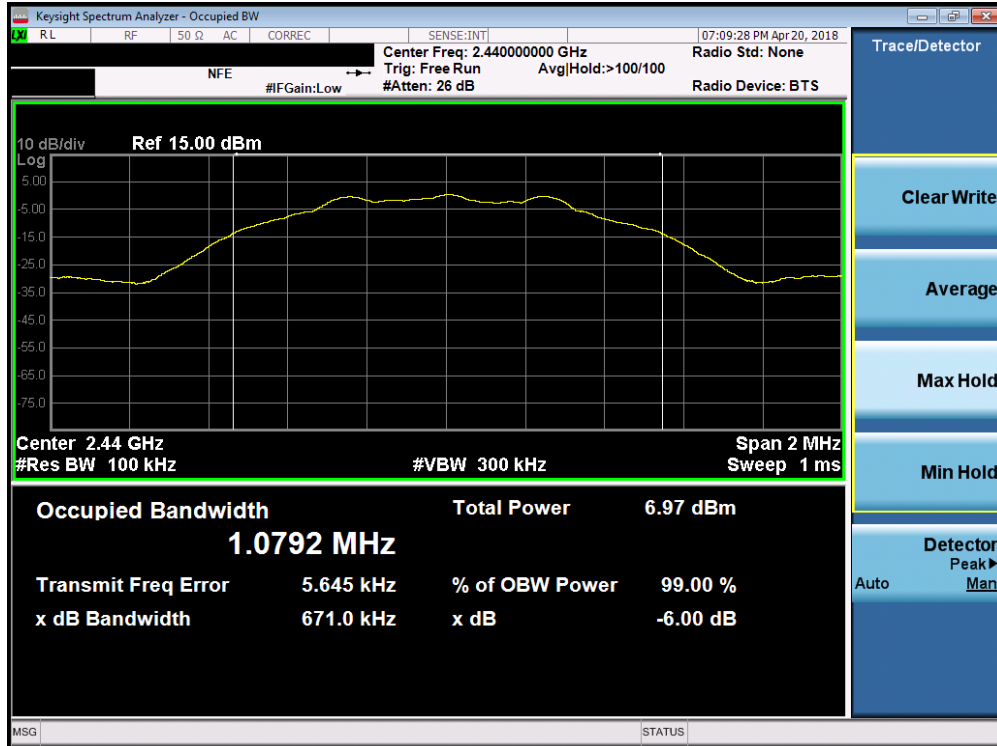 Keysight Spectrum Analyzer - Occupied BW
LXI RL RF 50 Ω AC CORREC SENSE:INT 07:09:28 PM Apr 20, 2018
Center Freq: 2.440000000 GHz Radio Std: None
NFE Trig: Free Run Avg|Hold:>100/100
#IFGain:Low #Atten: 26 dB Radio Device: BTS
10 dB/div Ref 15.00 dBm
Log
5.00
-5.00
-15.0
-25.0
-35.0
-45.0
-55.0
-65.0
-75.0
Center 2.44 GHz Span 2 MHz
#Res BW 100 kHz #VBW 300 kHz Sweep 1 ms
Occupied Bandwidth Total Power 6.97 dBm
1.0792 MHz
Transmit Freq Error 5.645 kHz % of OBW Power 99.00 %
x dB Bandwidth 671.0 kHz x dB -6.00 dB
MSG STATUS
Trace/Detector
Clear Write
Average
Max Hold
Min Hold
Detector
Peak▶
Auto Man